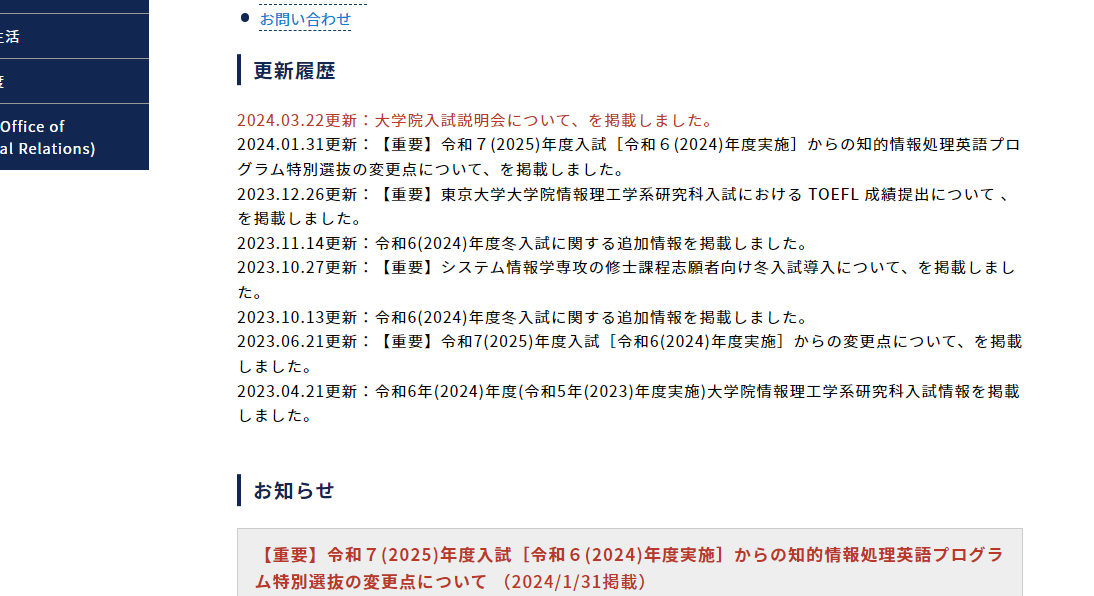 生活
度
Office of
al Relations)
お問い合わせ
更新履歴
2024.03.22更新：大学院入試説明会について、を掲載しました。
2024.01.31更新：【重要】令和７(2025)年度入試［令和６(2024)年度実施］からの知的情報処理英語プロ
グラム特別選抜の変更点について、を掲載しました。
2023.12.26更新：【重要】東京大学大学院情報理工学系研究科入試における TOEFL 成績提出について 、
を掲載しました。
2023.11.14更新：令和6(2024)年度冬入試に関する追加情報を掲載しました。
2023.10.27更新：【重要】システム情報学専攻の修士課程志願者向け冬入試導入について、を掲載しまし
た。
2023.10.13更新：令和6(2024)年度冬入試に関する追加情報を掲載しました。
2023.06.21更新：【重要】令和7(2025)年度入試［令和6(2024)年度実施］からの変更点について、を掲載
しました。
2023.04.21更新：令和6年(2024)年度(令和5年(2023)年度実施)大学院情報理工学系研究科入試情報を掲載
しました。
お知らせ
【重要】令和７(2025)年度入試［令和６(2024)年度実施］からの知的情報処理英語プログラ
ム特別選抜の変更点について （2024/1/31掲載）